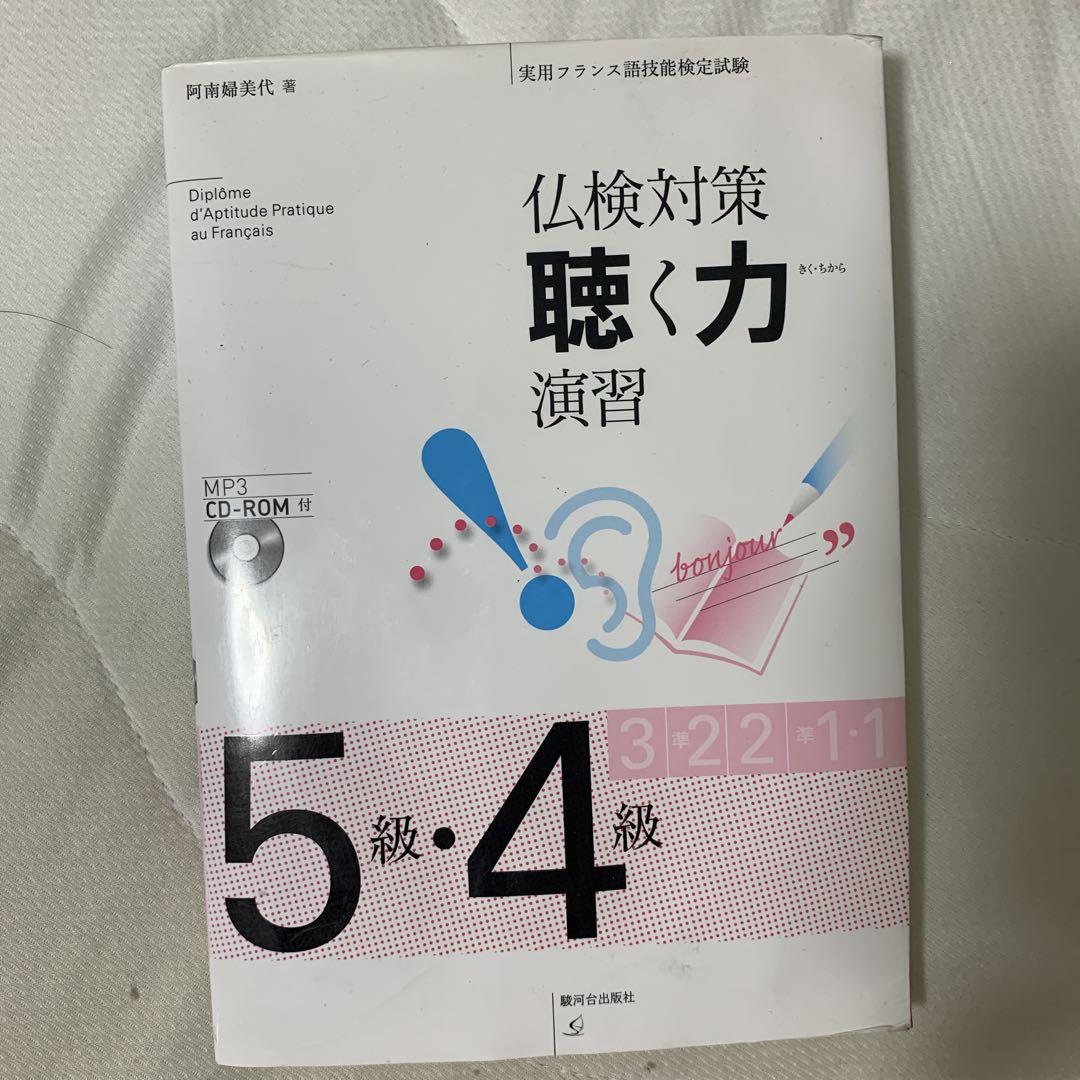 阿南婦美代 著
実用フランス語技能検定試験
Diplôme
d'Aptitude Pratique
au Français
仏検対策
聴く力
きく・ちから
演習
MP3
CD-ROM 付
bonjour
5級・4級
3 準2 2 準1・1
駿河台出版社